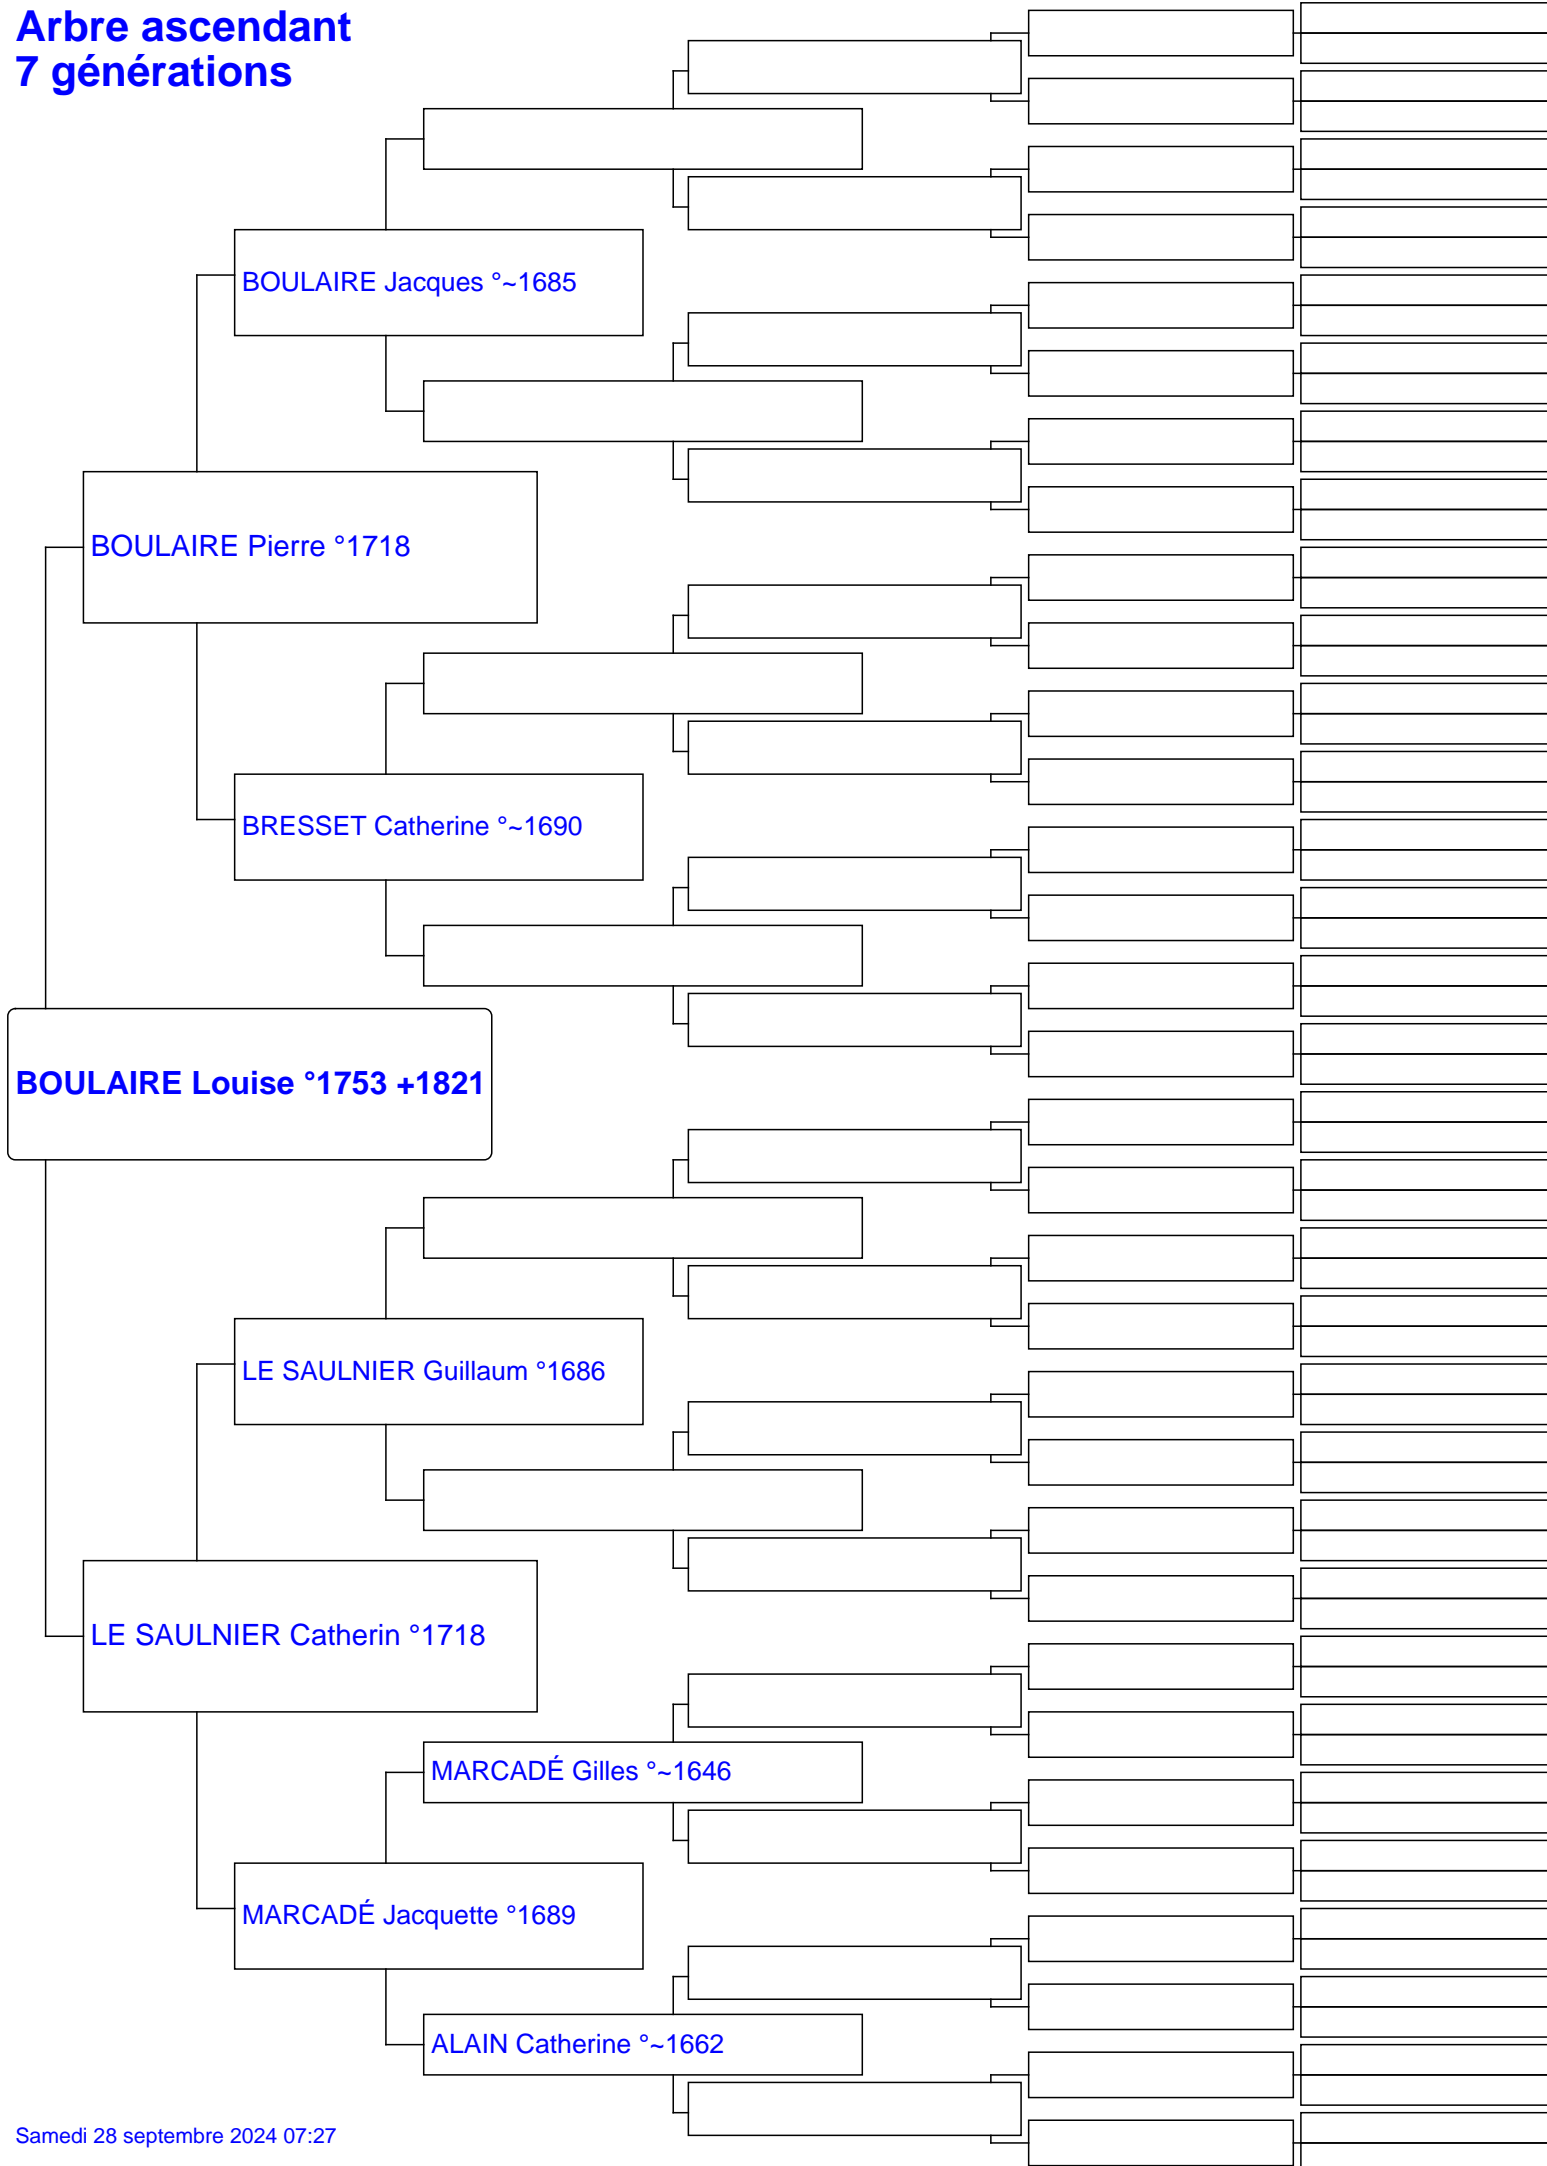 Arbre ascendant
7 générations
BOULAIRE Jacques °~1685
BOULAIRE Pierre °1718
BRESSET Catherine °~1690
BOULAIRE Louise °1753 +1821
LE SAULNIER Guillaum °1686
LE SAULNIER Catherin °1718
MARCADÉ Gilles °~1646
MARCADÉ Jacquette °1689
ALAIN Catherine °~1662
Samedi 28 septembre 2024 07:27